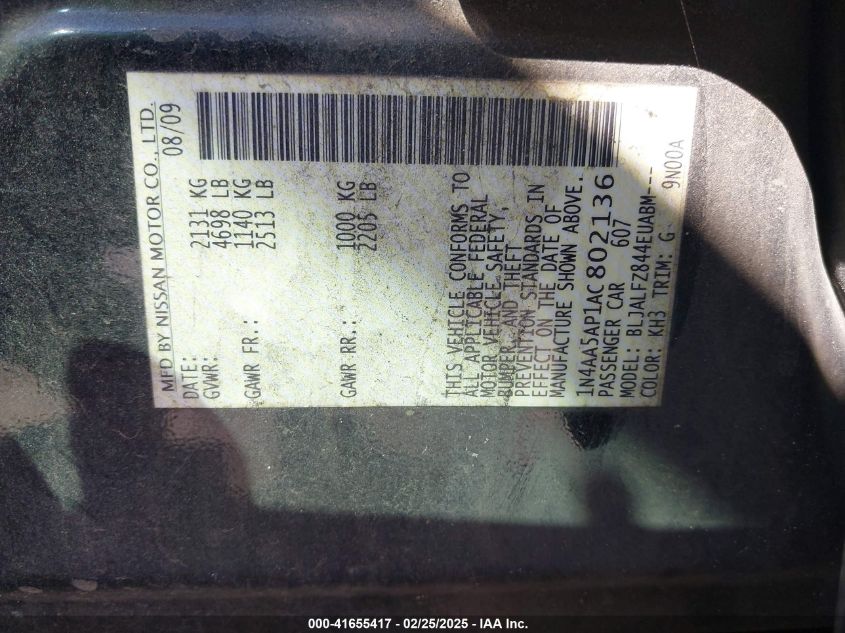 MFD BY NISSAN MOTOR CO., LTD.
DATE: 08/09
GVWR: 2131 KG
4698 LB
GAWR FR.: 1140 KG
2513 LB
GAWR RR.: 1000 KG
2205 LB
THIS VEHICLE CONFORMS TO
ALL APPLICABLE FEDERAL
MOTOR VEHICLE SAFETY,
BUMPER, AND THEFT
PREVENTION STANDARDS IN
EFFECT ON THE DATE OF
MANUFACTURE SHOWN ABOVE.
1N4AA5AP1AC802136
PASSENGER CAR 607
MODEL: BLJALFZ844EUABM---
COLOR: KH3 TRIM: G 9N00A
000-41655417 - 02/25/2025 - IAA Inc.